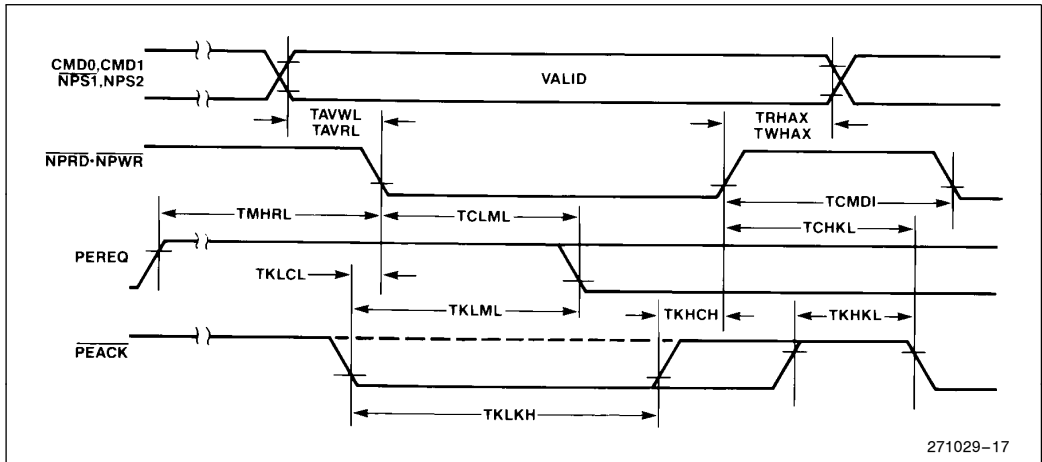 CMD0,CMD1
NPS1,NPS2
VALID
TAVWL
TAVRL
TRHAX
TWHAX
NPRD•NPWR
TMHRL
TCLML
TCMDI
TCHKL
PEREQ
TKLCL
TKLML
TKHCH
TKHKL
PEACK
TKLKH
271029–17